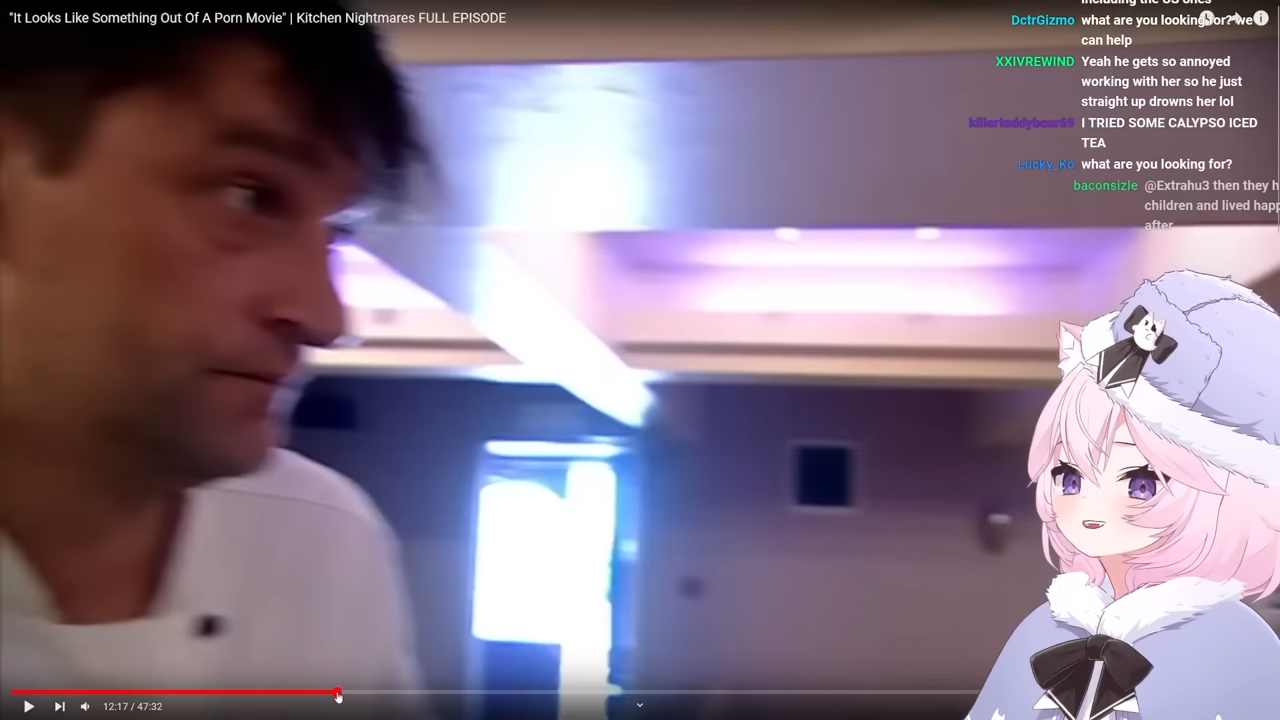 "It Looks Like Something Out Of A Porn Movie" | Kitchen Nightmares FULL EPISODE
DctrGizmo what are you looking for? we
can help
XXIVREWIND Yeah he gets so annoyed
working with her so he just
straight up drowns her lol
killerteddybear69 I TRIED SOME CALYPSO ICED
TEA
Lucky_Ko what are you looking for?
baconsizle @Extrahu3 then they h
children and lived happ
after
12:17 / 47:32